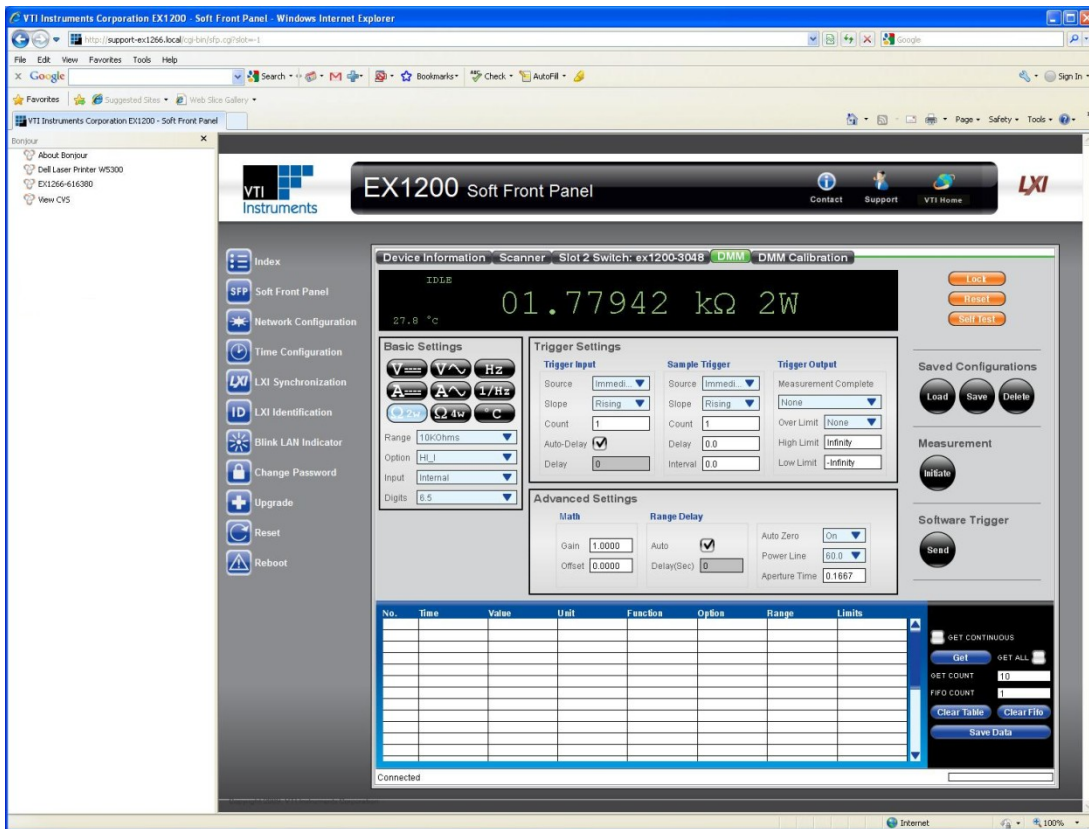 VTI Instruments Corporation EX1200 - Soft Front Panel - Windows Internet Explorer
http://support-ex1266.local/cgi-bin/sfp.cgi?slot=-1
Google
File Edit View Favorites Tools Help
x Google Search Bookmarks Check AutoFill Sign In
Favorites Suggested Sites Web Slice Gallery
VTI Instruments Corporation EX1200 - Soft Front Panel
Page Safety Tools
Bonjour x
About Bonjour
Dell Laser Printer W5300
EX1266-616380
View CVS
VTI Instruments
EX1200 Soft Front Panel
Contact Support VTI Home
LXI
Index
SFP Soft Front Panel
Network Configuration
Time Configuration
LXI LXI Synchronization
ID LXI Identification
Blink LAN Indicator
Change Password
Upgrade
Reset
Reboot
Device Information Scanner Slot 2 Switch: ex1200-3048 DMM DMM Calibration
IDLE
01.77942 kΩ 2W
27.8 °C
Lock
Reset
Self Test
Basic Settings
V V Hz
A A 1/Hz
Ω 2w Ω 4w °C
Range 10KOhms
Option HI_I
Input Internal
Digits 6.5
Trigger Settings
Trigger Input
Source Immedi...
Slope Rising
Count 1
Auto-Delay
Delay 0
Sample Trigger
Source Immedi...
Slope Rising
Count 1
Delay 0.0
Interval 0.0
Trigger Output
Measurement Complete
None
Over Limit None
High Limit Infinity
Low Limit -Infinity
Advanced Settings
Math
Gain 1.0000
Offset 0.0000
Range Delay
Auto
Delay(Sec) 0
Auto Zero On
Power Line 60.0
Aperture Time 0.1667
Saved Configurations
Load Save Delete
Measurement
Initiate
Software Trigger
Send
No. Time Value Unit Function Option Range Limits
GET CONTINUOUS
Get GET ALL
GET COUNT 10
FIFO COUNT 1
Clear Table Clear Fifo
Save Data
Connected
Internet 100%